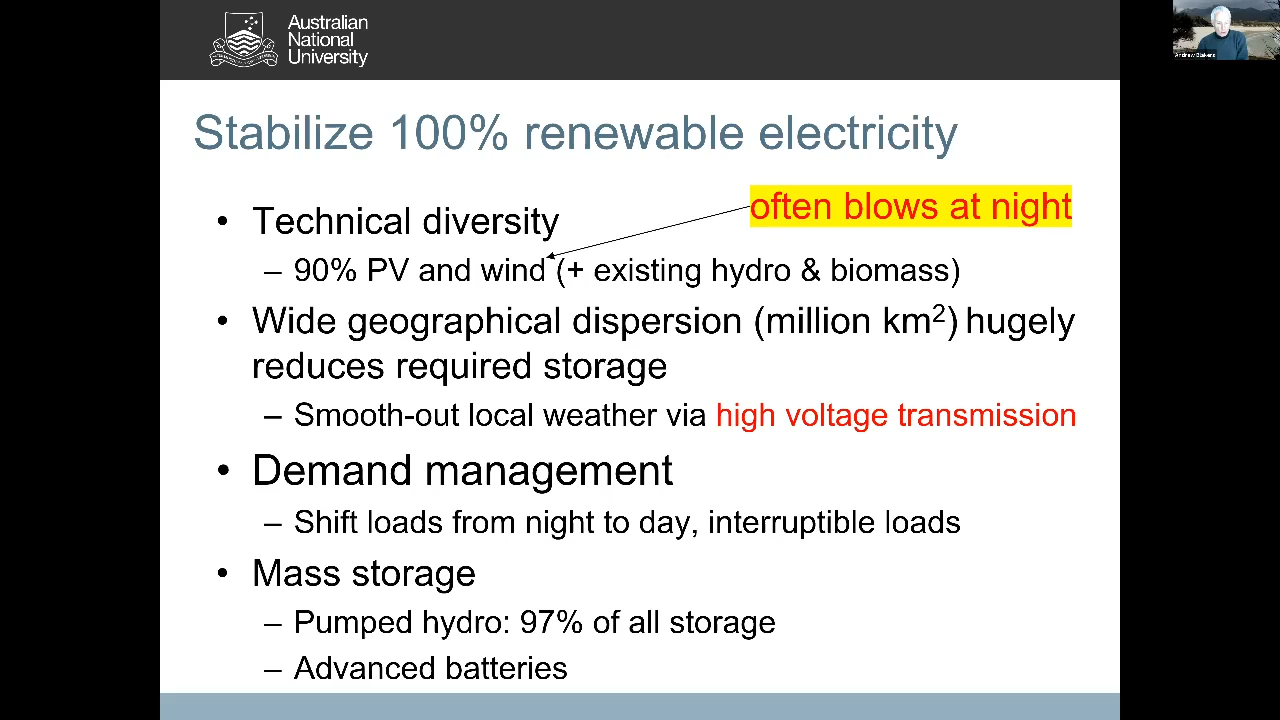 Australian
National
University
Stabilize 100% renewable electricity
often blows at night
• Technical diversity
– 90% PV and wind (+ existing hydro & biomass)
• Wide geographical dispersion (million km²) hugely
reduces required storage
– Smooth-out local weather via high voltage transmission
• Demand management
– Shift loads from night to day, interruptible loads
• Mass storage
– Pumped hydro: 97% of all storage
– Advanced batteries
Andrew Blakers